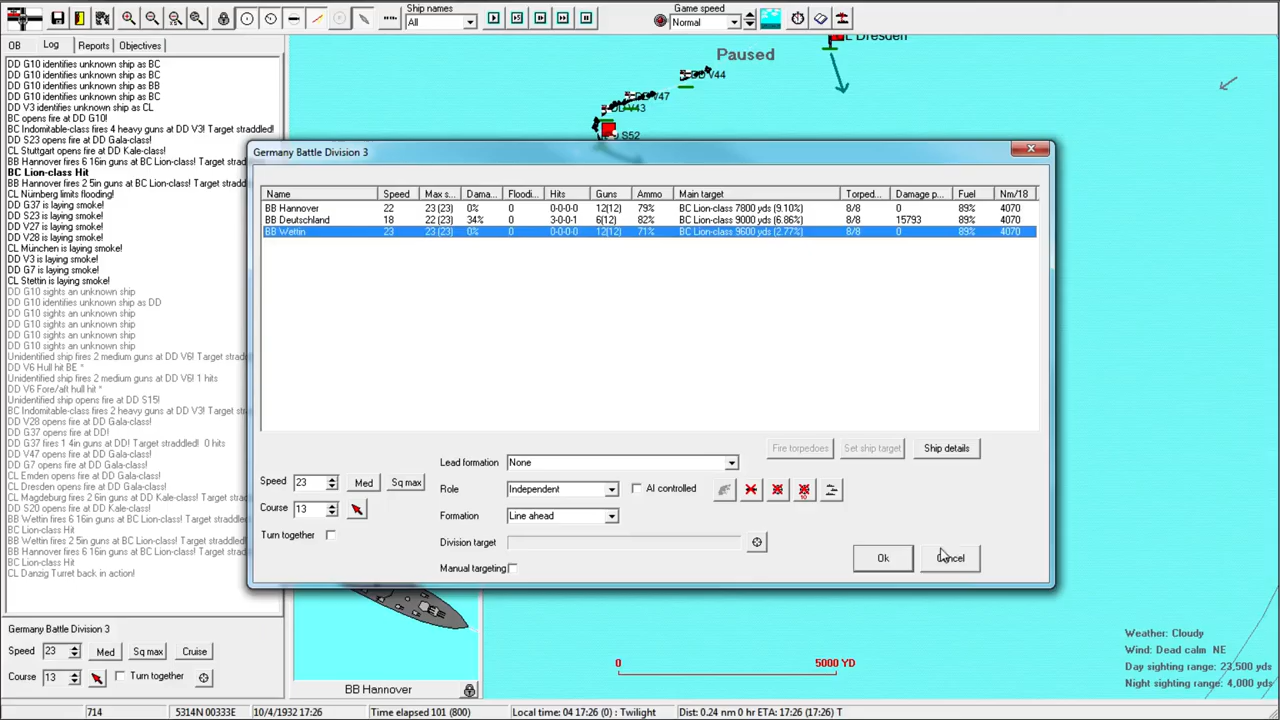 Ship names
All
Game speed
Normal
OB Log Reports Objectives
DD G10 identifies unknown ship as BC
DD G10 identifies unknown ship as BC
DD G10 identifies unknown ship as BB
DD G10 identifies unknown ship as BC
DD V3 identifies unknown ship as CL
BC opens fire at DD G10!
BC Indomitable-class fires 4 heavy guns at DD V3! Target straddled!
DD S23 opens fire at DD Gala-class!
CL Stuttgart opens fire at DD Kale-class!
BB Hannover fires 6 16in guns at BC Lion-class! Target
BC Lion-class Hit
BB Hannover fires 2 5in guns at BC Lion-class! Target straddled!
CL Nürnberg limits flooding!
DD G37 is laying smoke!
DD S23 is laying smoke!
DD V27 is laying smoke!
DD V28 is laying smoke!
CL München is laying smoke!
DD V3 is laying smoke!
DD G7 is laying smoke!
CL Stettin is laying smoke!
DD G10 sights an unknown ship
DD G10 identifies unknown ship as DD
DD G10 sights an unknown ship
DD G10 sights an unknown ship
DD G10 sights an unknown ship
DD G10 sights an unknown ship
Unidentified ship fires 2 medium guns at DD V6! Target
DD V6 Hull hit BE *
Unidentified ship fires 2 medium guns at DD V6! 1 hits
DD V6 Fore/aft hull hit *
Unidentified ship opens fire at DD S15!
BC Indomitable-class fires 2 heavy guns at DD V3! Target
DD V28 opens fire at DD Gala-class!
DD G37 opens fire at DD!
DD G37 fires 1 4in guns at DD! Target straddled! 0 hits
DD V47 opens fire at DD Gala-class!
DD G7 opens fire at DD Gala-class!
CL Emden opens fire at DD Gala-class!
CL Dresden opens fire at DD Gala-class!
CL Magdeburg fires 2 6in guns at DD Kale-class!
DD S20 opens fire at DD Kale-class!
BB Wettin fires 6 16in guns at BC Lion-class! Target
BC Lion-class Hit
BB Wettin fires 2 5in guns at BC Lion-class! Target
BB Hannover fires 6 16in guns at BC Lion-class! Target
BC Lion-class Hit
CL Danzig Turret back in action!
Germany Battle Division 3
Speed 23 Med Sq max Cruise
Course 13 Turn together
Paused
Dresden
DD V44
V47
DD V43
S52
Germany Battle Division 3
Name Speed Max s... Dama... Floodi... Hits Guns Ammo Main target Torped... Damage p... Fuel Nm/18
BB Hannover 22 23 (23) 0% 0 0-0-0-0 12(12) 79% BC Lion-class 7800 yds (9.10%) 8/8 0 89% 4070
BB Deutschland 18 22 (23) 34% 0 3-0-0-1 6(12) 82% BC Lion-class 9000 yds (6.86%) 8/8 15793 89% 4070
BB Wettin 23 23 (23) 0% 0 0-0-0-0 12(12) 71% BC Lion-class 9600 yds (2.77%) 8/8 0 89% 4070
Fire torpedoes Set ship target Ship details
Lead formation None
Speed 23 Med Sq max
Role Independent AI controlled
Course 13
Formation Line ahead
Turn together
Division target
Manual targeting
Ok Cancel
BB Hannover
0 5000 YD
Weather: Cloudy
Wind: Dead calm NE
Day sighting range: 23,500 yds
Night sighting range: 4,000 yds
714 5314N 00333E 10/4/1932 17:26 Time elapsed 101 (800) Local time: 04 17:26 (0) : Twilight Dist: 0.24 nm 0 hr ETA: 17:26 (17:26) T